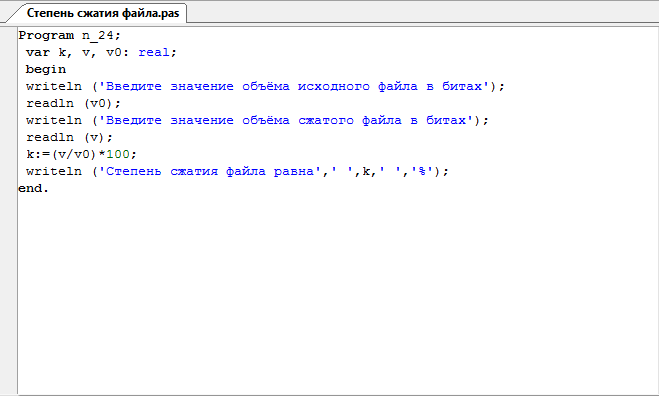 Степень сжатия файла.pas
Program n_24;
var k, v, v0: real;
begin
writeln ('Введите значение объёма исходного файла в битах');
readln (v0);
writeln ('Введите значение объёма сжатого файла в битах');
readln (v);
k:=(v/v0)*100;
writeln ('Степень сжатия файла равна',' ',k,' ','%');
end.